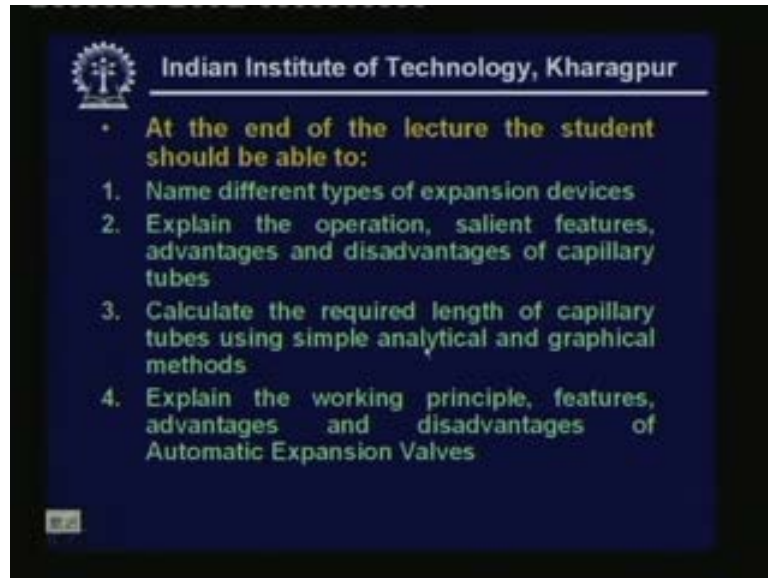 Indian Institute of Technology, Kharagpur
• At the end of the lecture the student
should be able to:
1. Name different types of expansion devices
2. Explain the operation, salient features,
advantages and disadvantages of capillary
tubes
3. Calculate the required length of capillary
tubes using simple analytical and graphical
methods
4. Explain the working principle, features,
advantages and disadvantages of
Automatic Expansion Valves